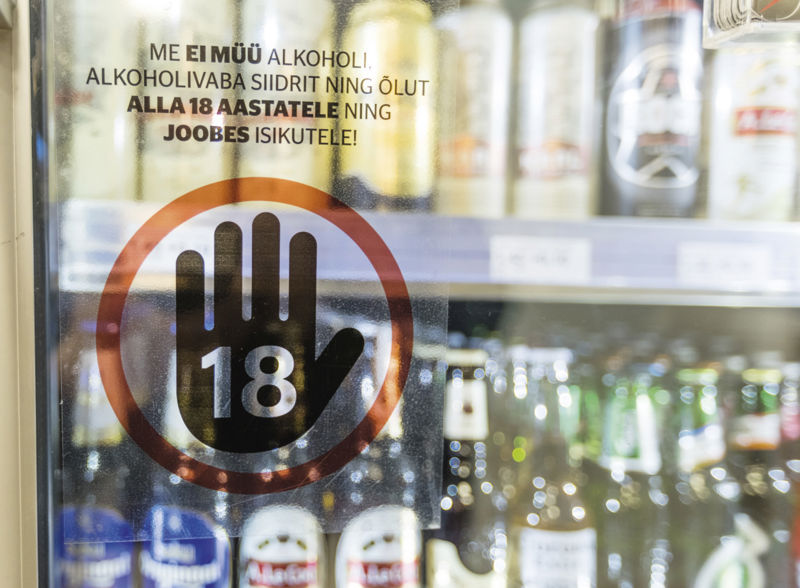 ME EI MÜÜ ALKOHOLI,
ALKOHOLIVABA SIIDRIT NING ÕLUT
ALLA 18 AASTATELE NING
JOOBES ISIKUTELE!
18